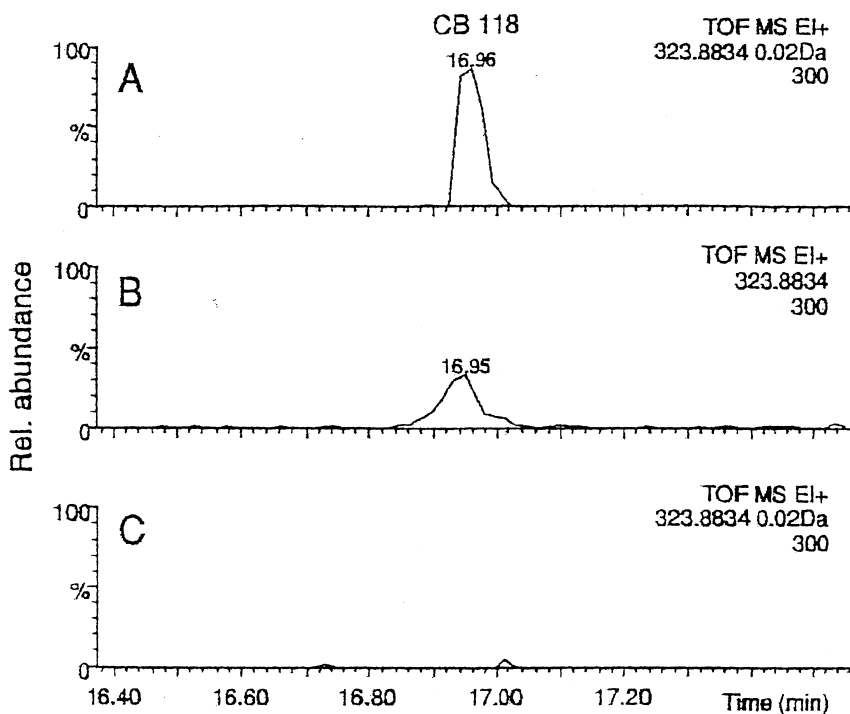 CB 118
TOF MS EI+
323.8834 0.02Da
300
100
A
16.96
%
0
TOF MS EI+
323.8834
300
100
B
16.95
%
0
Rel. abundance
TOF MS EI+
323.8834 0.02Da
300
100
C
%
0
16.40 16.60 16.80 17.00 17.20 Time (min)